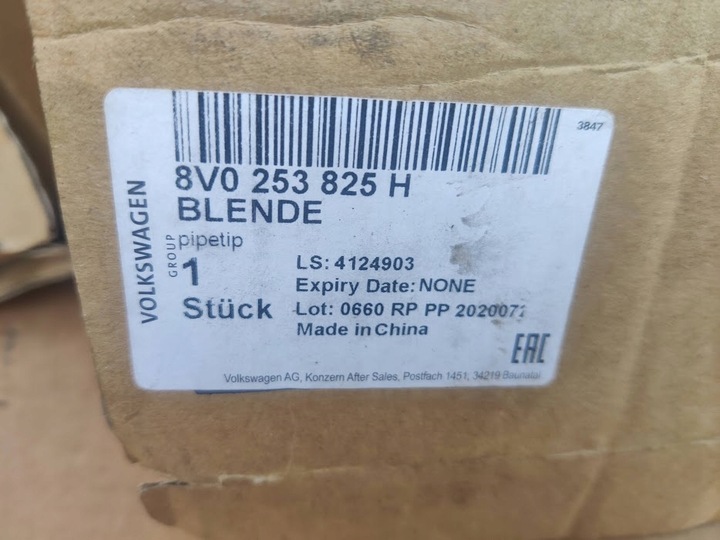 3847
8V0 253 825 H
BLENDE
pipetip
VOLKSWAGEN
GROUP
1
Stück
LS: 4124903
Expiry Date: NONE
Lot: 0660 RP PP 2020072
Made in China
EAC
Volkswagen AG, Konzern After Sales, Postfach 1451, 34219 Baunatal